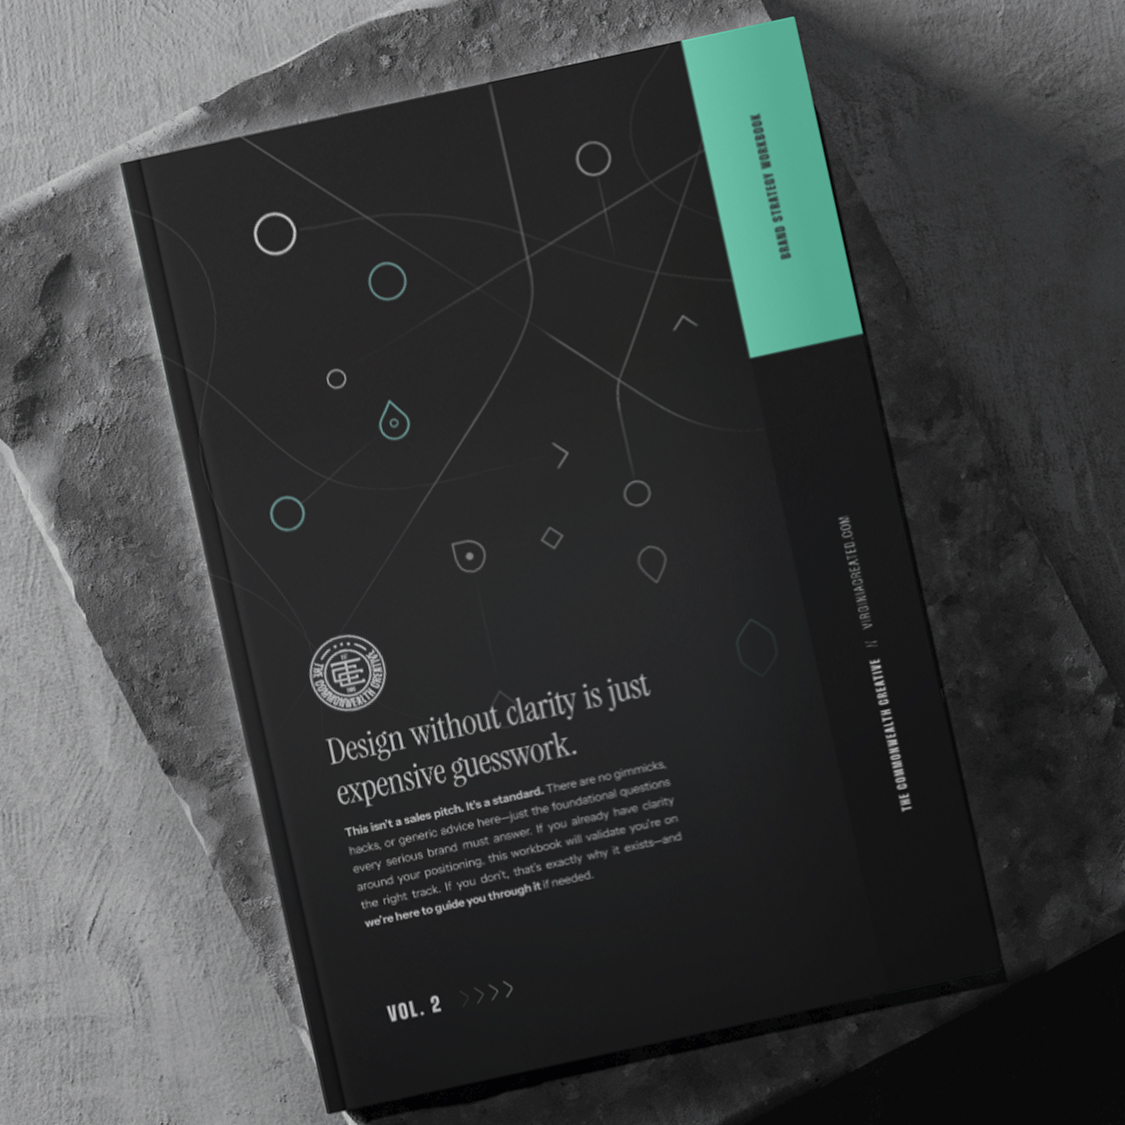 BRAND STRATEGY WORKBOOK
THE COMMONWEALTH CREATIVE // VIRGINIACREATED.COM
THE COMMONWEALTH CREATIVE
Design without clarity is just
expensive guesswork.
This isn't a sales pitch. It's a standard. There are no gimmicks,
hacks, or generic advice here—just the foundational questions
every serious brand must answer. If you already have clarity
around your positioning, this workbook will validate you're on
the right track. If you don't, that's exactly why it exists—and
we're here to guide you through it if needed.
VOL. 2